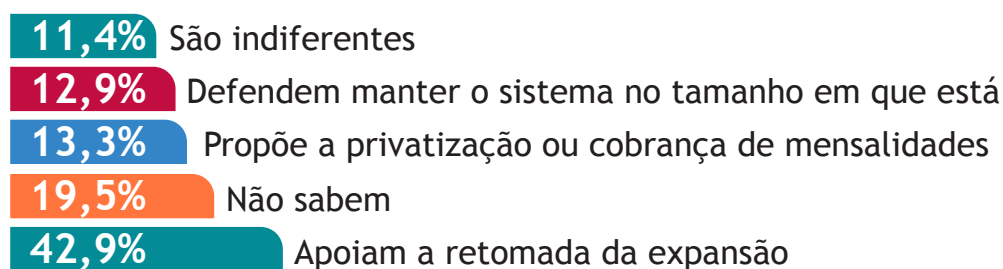 11,4% São indiferentes
12,9% Defendem manter o sistema no tamanho em que está
13,3% Propõe a privatização ou cobrança de mensalidades
19,5% Não sabem
42,9% Apoiam a retomada da expansão